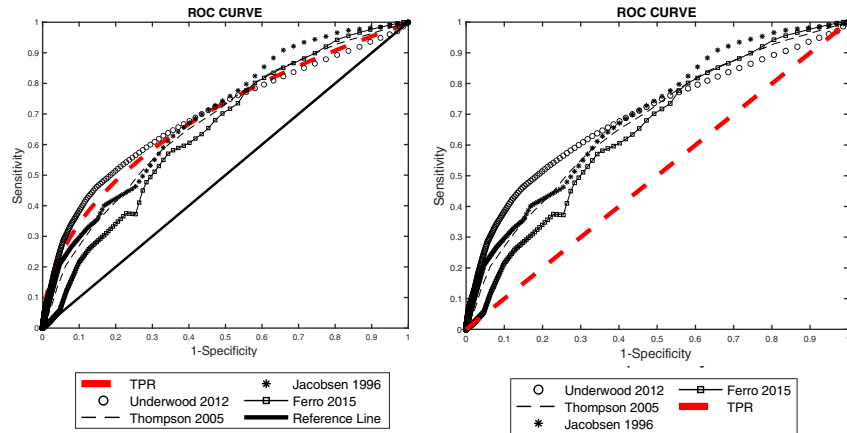 ROC CURVE
Sensitivity
1
0.9
0.8
0.7
0.6
0.5
0.4
0.3
0.2
0.1
0
0 0.1 0.2 0.3 0.4 0.5 0.6 0.7 0.8 0.9 1
1-Specificity
TPR
Underwood 2012
Thompson 2005
Jacobsen 1996
Ferro 2015
Reference Line
ROC CURVE
Sensitivity
1
0.9
0.8
0.7
0.6
0.5
0.4
0.3
0.2
0.1
0
0 0.1 0.2 0.3 0.4 0.5 0.6 0.7 0.8 0.9 1
1-Specificity
Underwood 2012
Thompson 2005
Jacobsen 1996
Ferro 2015
TPR